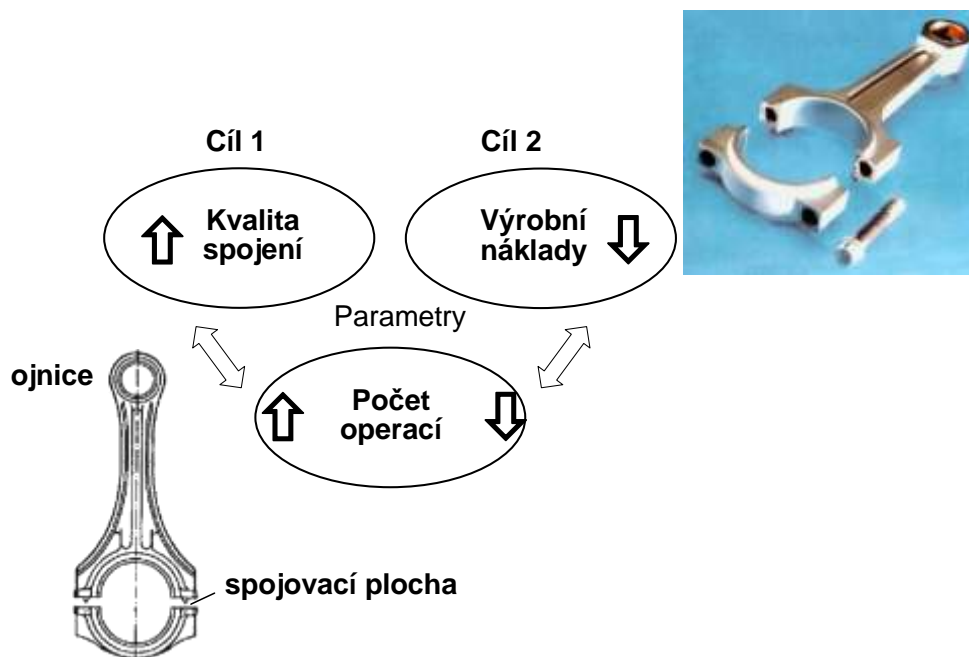 Cíl 1
Cíl 2
Kvalita
spojení
Výrobní
náklady
Parametry
ojnice
Počet
operací
spojovací plocha